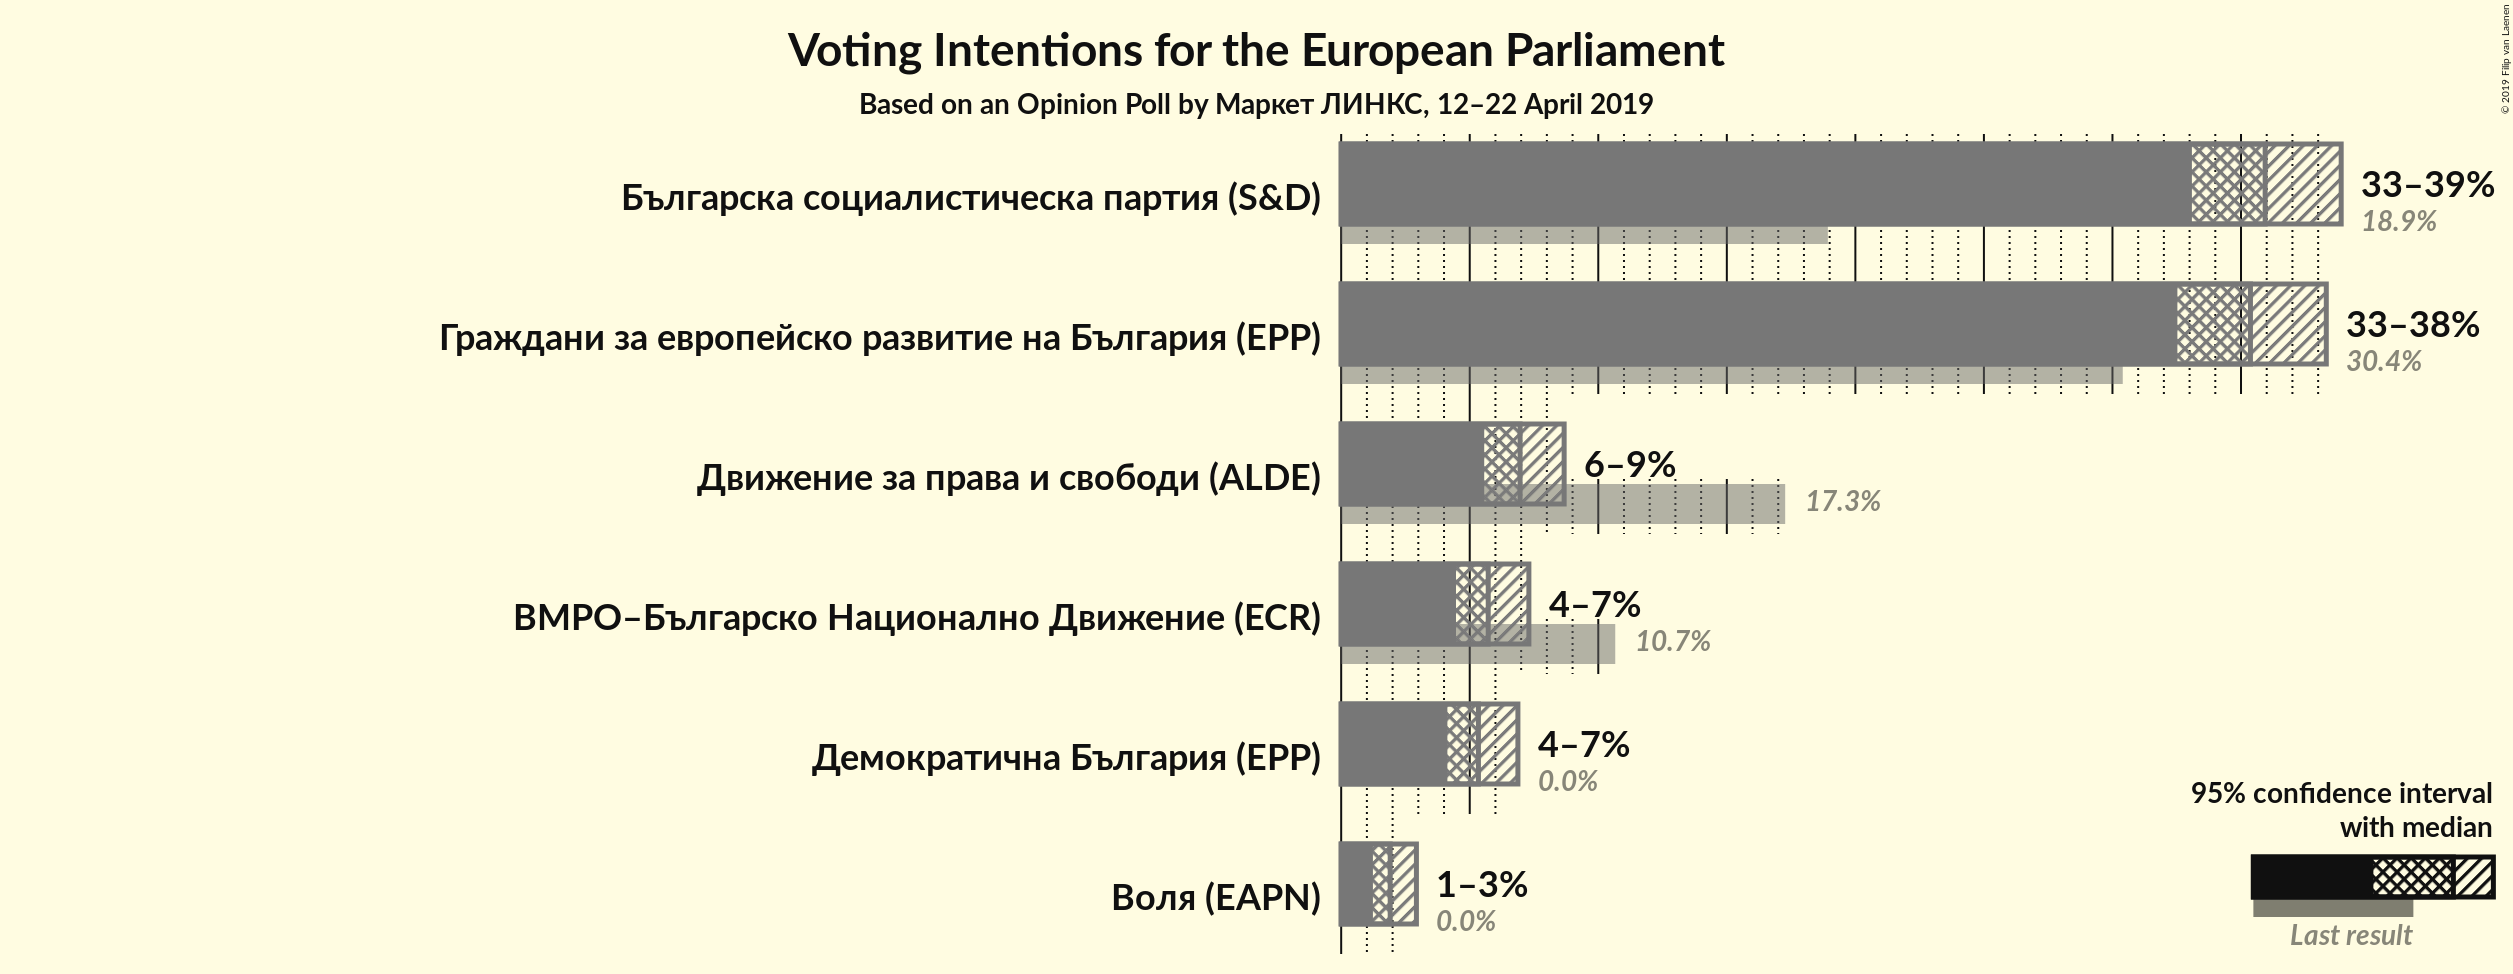 Voting Intentions for the European Parliament
Based on an Opinion Poll by Маркет ЛИНКС, 12–22 April 2019
© 2019 Filip van Laenen
Българска социалистическа партия (S&D)
33–39%
18.9%
Граждани за европейско развитие на България (EPP)
33–38%
30.4%
Движение за права и свободи (ALDE)
6–9%
17.3%
ВМРО–Българско Национално Движение (ECR)
4–7%
10.7%
Демократична България (EPP)
4–7%
0.0%
Воля (EAPN)
1–3%
0.0%
95% confidence interval
with median
Last result